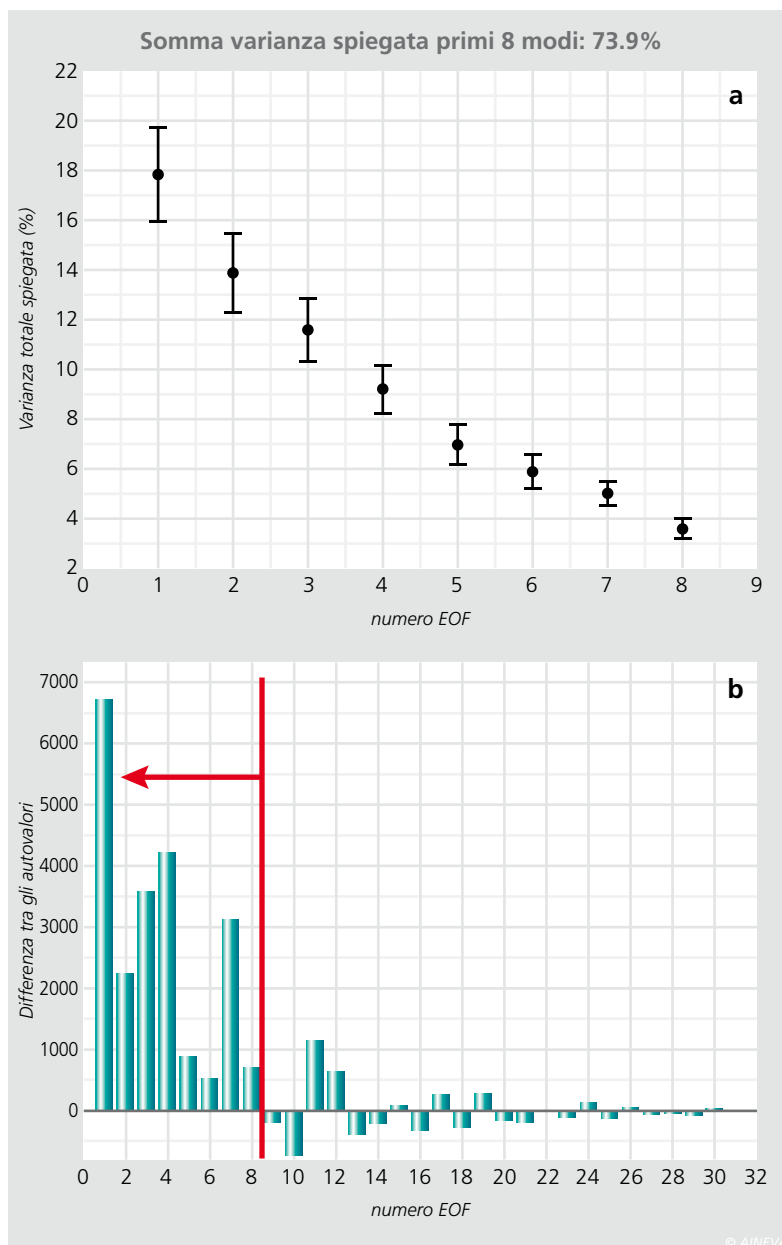 Somma varianza spiegata primi 8 modi: 73.9%
a
22
20
18
16
14
12
10
8
6
4
2
Varianza totale spiegata (%)
0 1 2 3 4 5 6 7 8 9
numero EOF
b
7000
6000
5000
4000
3000
2000
1000
0
Differenza tra gli autovalori
0 2 4 6 8 10 12 14 16 18 20 22 24 26 28 30 32
numero EOF